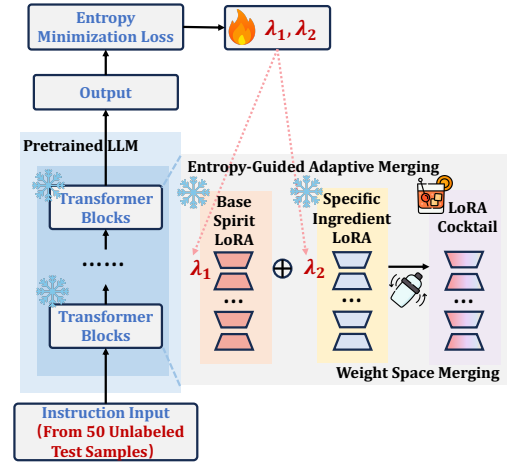 Entropy
Minimization Loss
λ₁, λ₂
Output
Pretrained LLM
Entropy-Guided Adaptive Merging
Transformer
Blocks
Base
Spirit
LoRA
Specific
Ingredient
LoRA
LoRA
Cocktail
......
λ₁
⊕
λ₂
...
...
...
Transformer
Blocks
Weight Space Merging
Instruction Input
(From 50 Unlabeled
Test Samples)